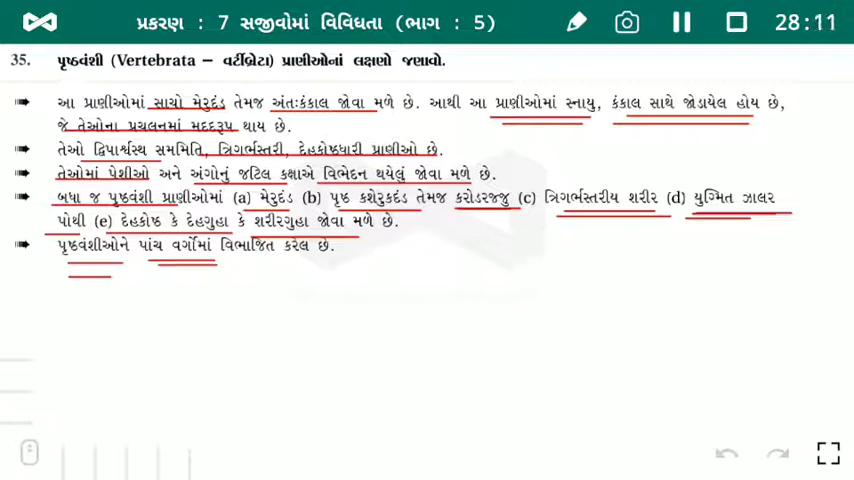 પ્રકરણ : 7 સજીવોમાં વિવિધતા (ભાગ : 5)
28:11
35. પૃષ્ઠવંશી (Vertebrata – વર્ટીબ્રેટા) પ્રાણીઓનાં લક્ષણો જણાવો.
➠ આ પ્રાણીઓમાં સાચો મેરુદંડ તેમજ અંતઃકંકાલ જોવા મળે છે. આથી આ પ્રાણીઓમાં સ્નાયુ, કંકાલ સાથે જોડાયેલ હોય છે,
જે તેઓના પ્રચલનમાં મદદરૂપ થાય છે.
➠ તેઓ દ્વિપાર્શ્વસ્થ સમમિતિ, ત્રિગર્ભસ્તરી, દેહકોષ્ઠધારી પ્રાણીઓ છે.
➠ તેઓમાં પેશીઓ અને અંગોનું જટિલ કક્ષાએ વિભેદન થયેલું જોવા મળે છે.
➠ બધા જ પૃષ્ઠવંશી પ્રાણીઓમાં (a) મેરુદંડ (b) પૃષ્ઠ કશેરુકદંડ તેમજ કરોડરજજુ (c) ત્રિગર્ભસ્તરીય શરીર (d) યુગ્મિત ઝાલર
પોથી (e) દેહકોષ્ઠ કે દેહગુહા કે શરીરગુહા જોવા મળે છે.
➠ પૃષ્ઠવંશીઓને પાંચ વર્ગોમાં વિભાજિત કરેલ છે.